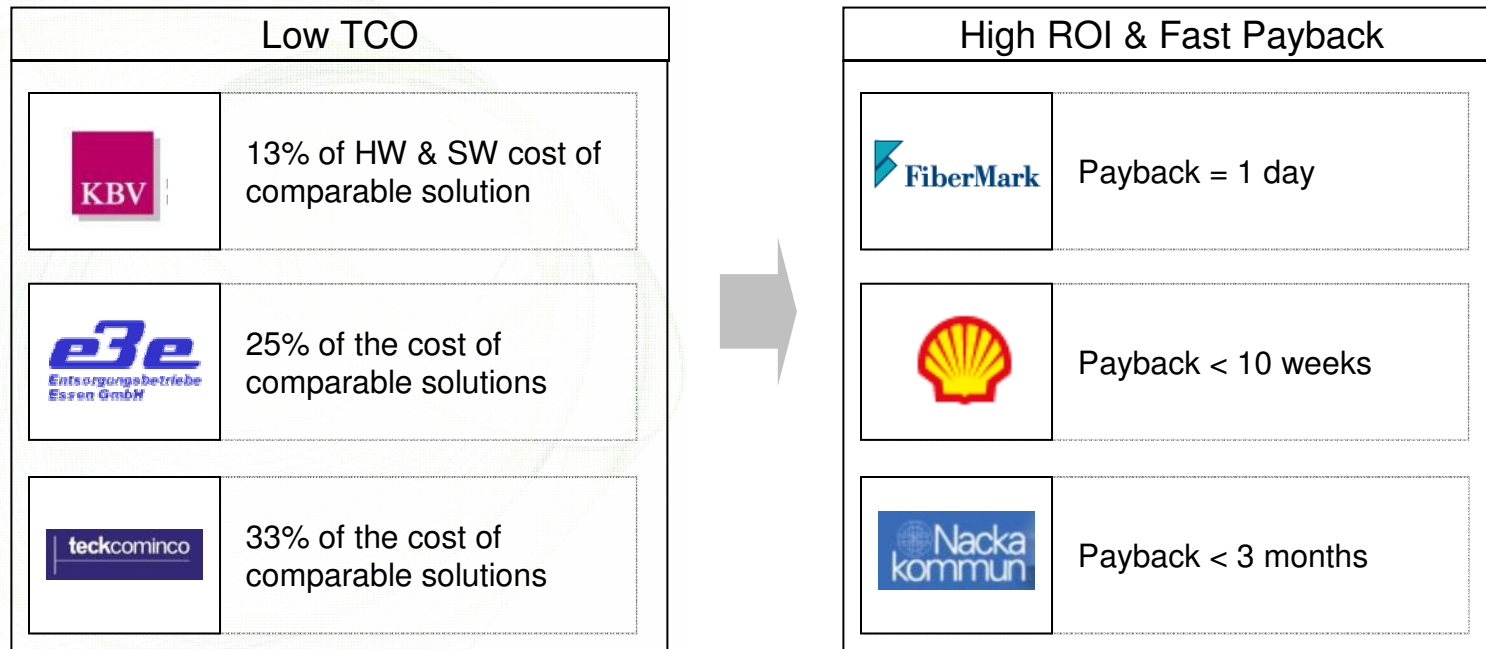 Low TCO
KBV
13% of HW & SW cost of
comparable solution
e3e
Entsorgungsbetriebe
Essen GmbH
25% of the cost of
comparable solutions
teckcominco
33% of the cost of
comparable solutions
High ROI & Fast Payback
FiberMark
Payback = 1 day
Payback < 10 weeks
Nacka
kommun
Payback < 3 months